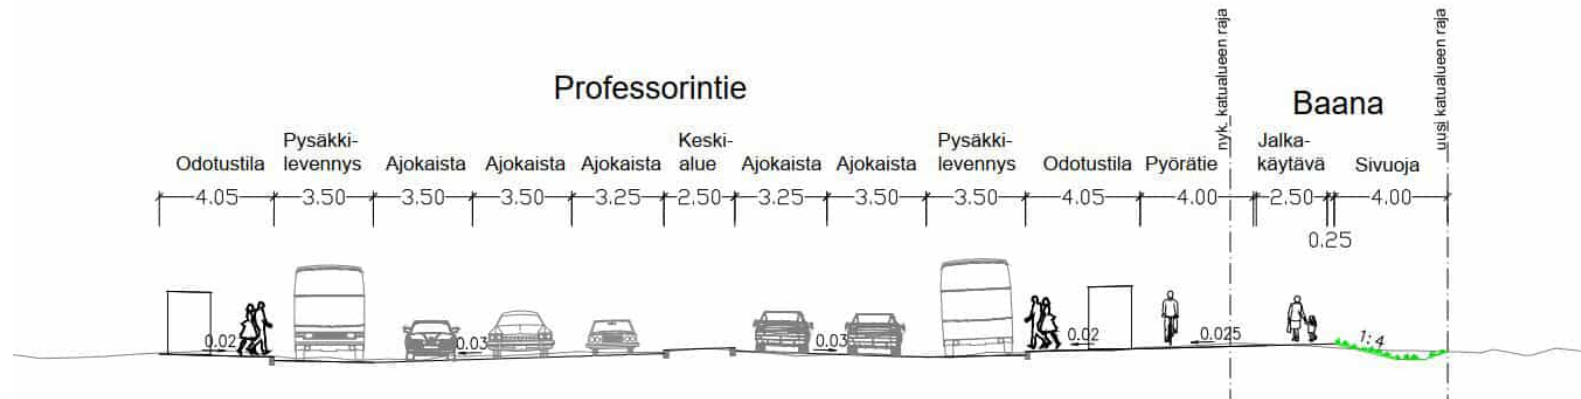 nyk. katualueen raja
uusi katualueen raja
Professorintie
Baana
Odotustila
Pysäkki-
levennys
Ajokaista
Ajokaista
Ajokaista
Keski-
alue
Ajokaista
Ajokaista
Pysäkki-
levennys
Odotustila
Pyörätie
Jalka-
käytävä
Sivuoja
4.05 3.50 3.50 3.50 3.25 2.50 3.25 3.50 3.50 4.05 4.00 2.50 4.00
0.25
0.02 0.03 0.03 0.02 0.025 1:4